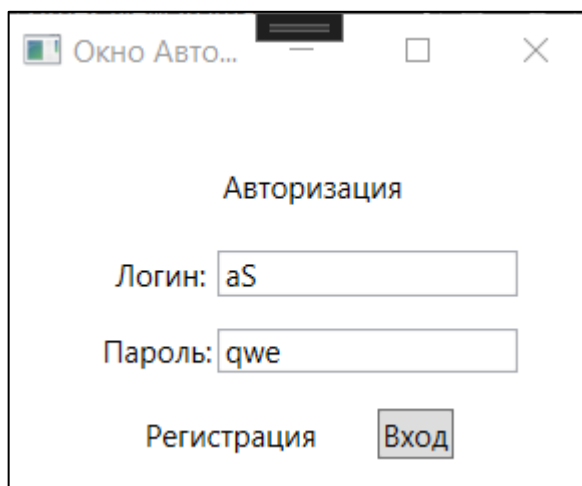 Окно Авто...
Авторизация
Логин: aS
Пароль: qwe
Регистрация Вход